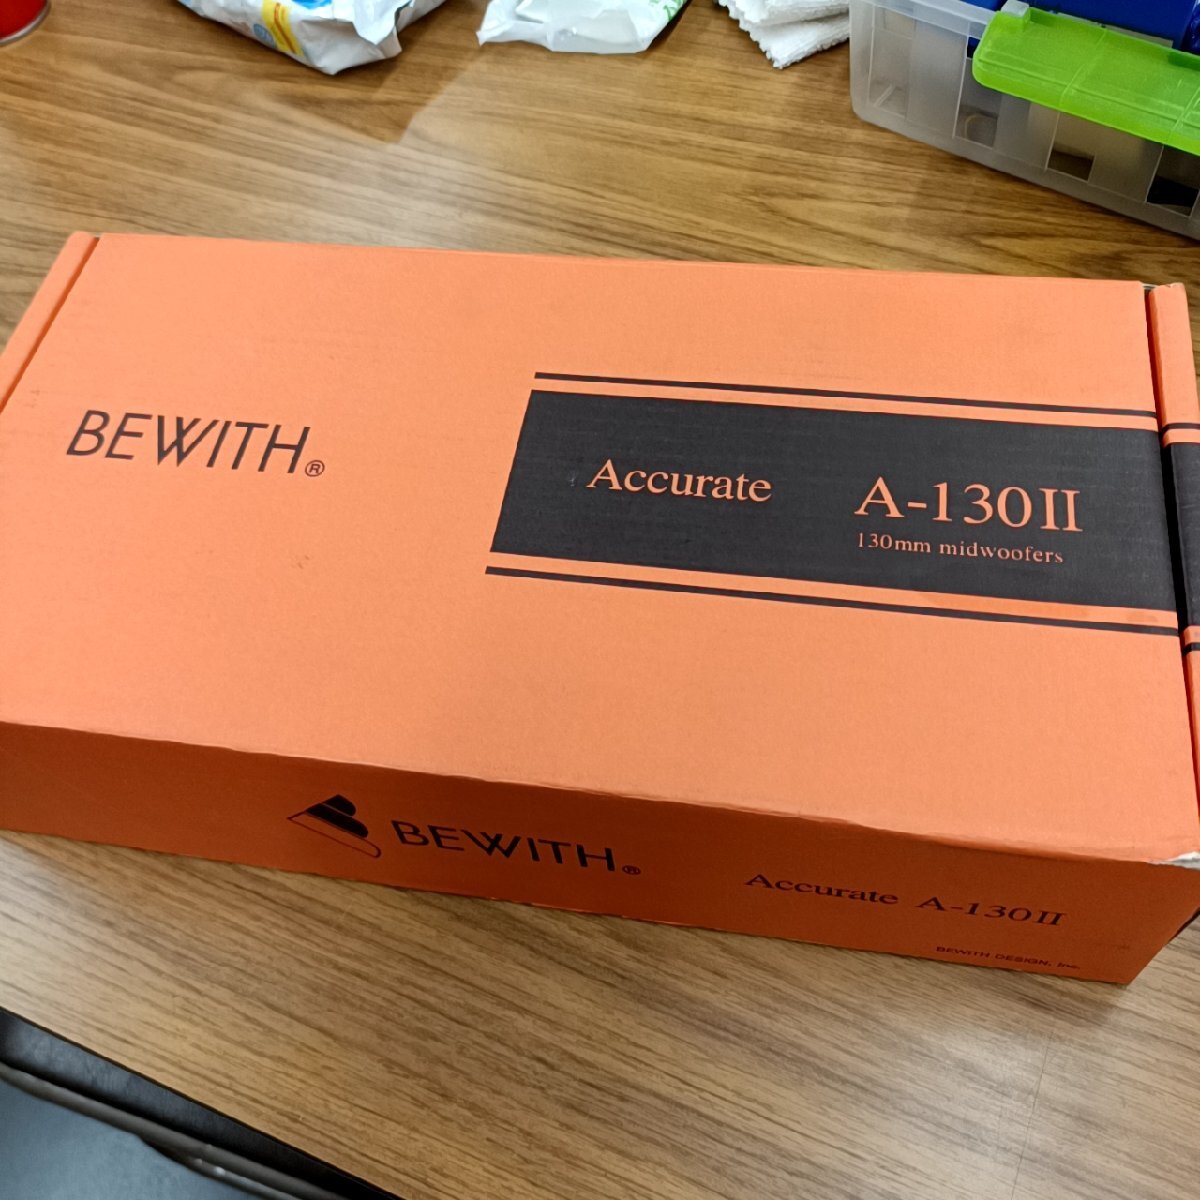 BEWITH®
Accurate A-130II
130mm midwoofers
BEWITH®
Accurate A-130II
BEWITH DESIGN, Inc.